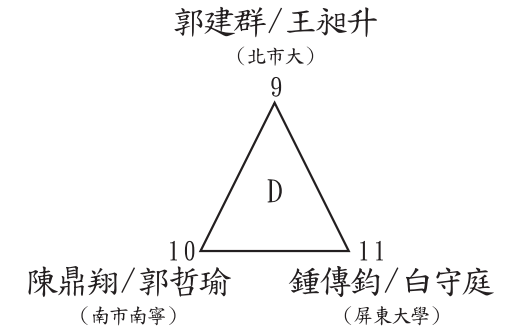 郭建群/王昶升
（北市大）
9
D
10 11
陳鼎翔/郭哲瑜 鍾傳鈞/白守庭
（南市南寧） （屏東大學）